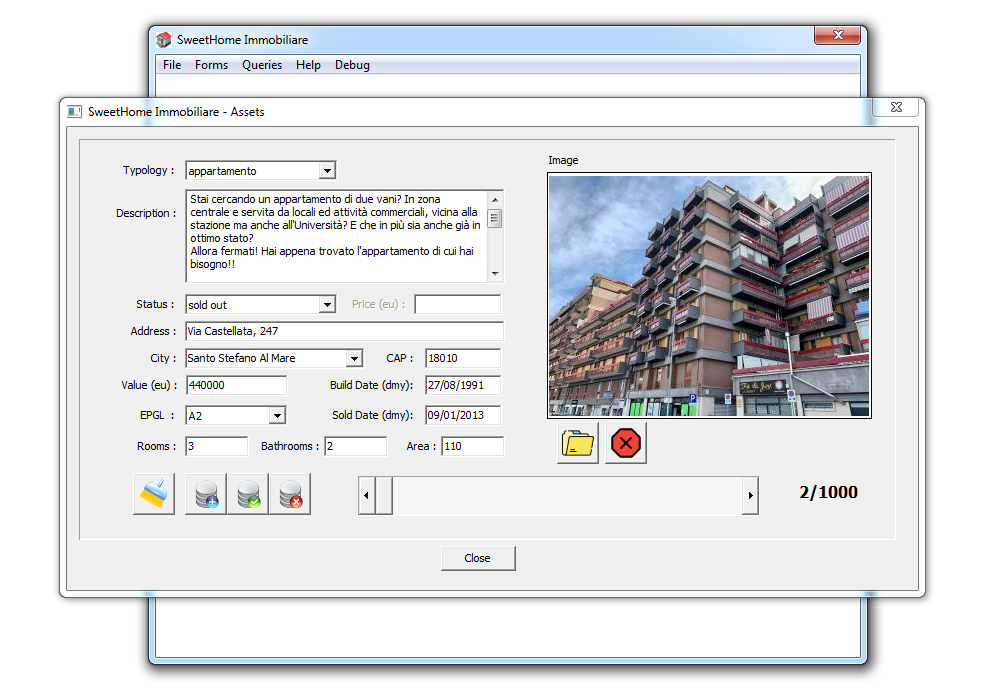 SweetHome Immobiliare
File Forms Queries Help Debug
SweetHome Immobiliare - Assets
Typology : appartamento
Image
Description :
Stai cercando un appartamento di due vani? In zona
centrale e servita da locali ed attività commerciali, vicina alla
stazione ma anche all'Università? E che in più sia anche già in
ottimo stato?
Allora fermati! Hai appena trovato l'appartamento di cui hai
bisogno!!
Status : sold out Price (eu) :
Address : Via Castellata, 247
City : Santo Stefano Al Mare CAP : 18010
Value (eu) : 440000 Build Date (dmy): 27/08/1991
EPGL : A2 Sold Date (dmy): 09/01/2013
Rooms : 3 Bathrooms : 2 Area : 110
P
2/1000
Close